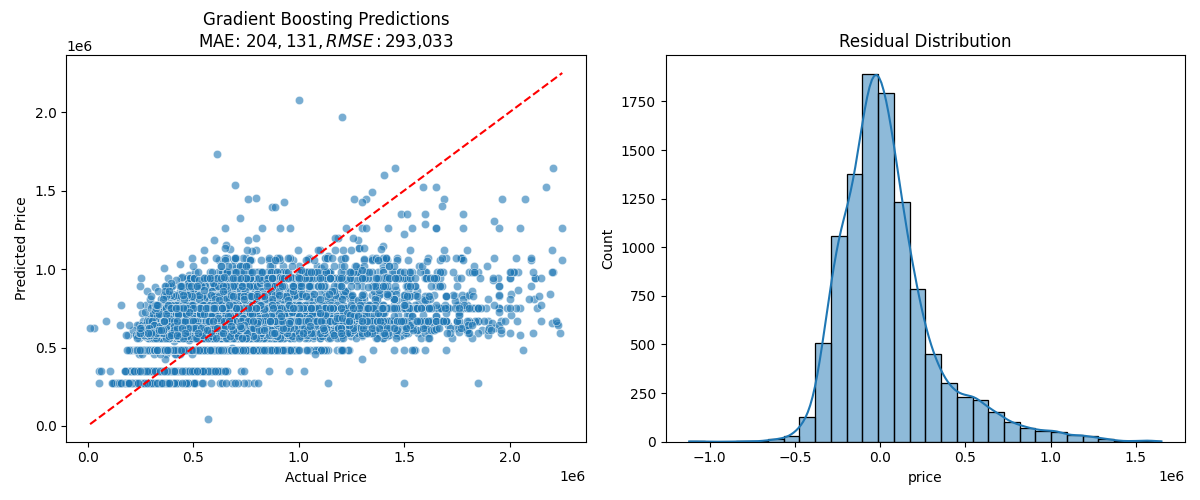 Gradient Boosting Predictions
MAE: 204,131,RMSE:293,033
1e6
2.0
1.5
1.0
0.5
0.0
Predicted Price
0.0 0.5 1.0 1.5 2.0
1e6
Actual Price
Residual Distribution
1750
1500
1250
1000
750
500
250
0
Count
−1.0 −0.5 0.0 0.5 1.0 1.5
1e6
price